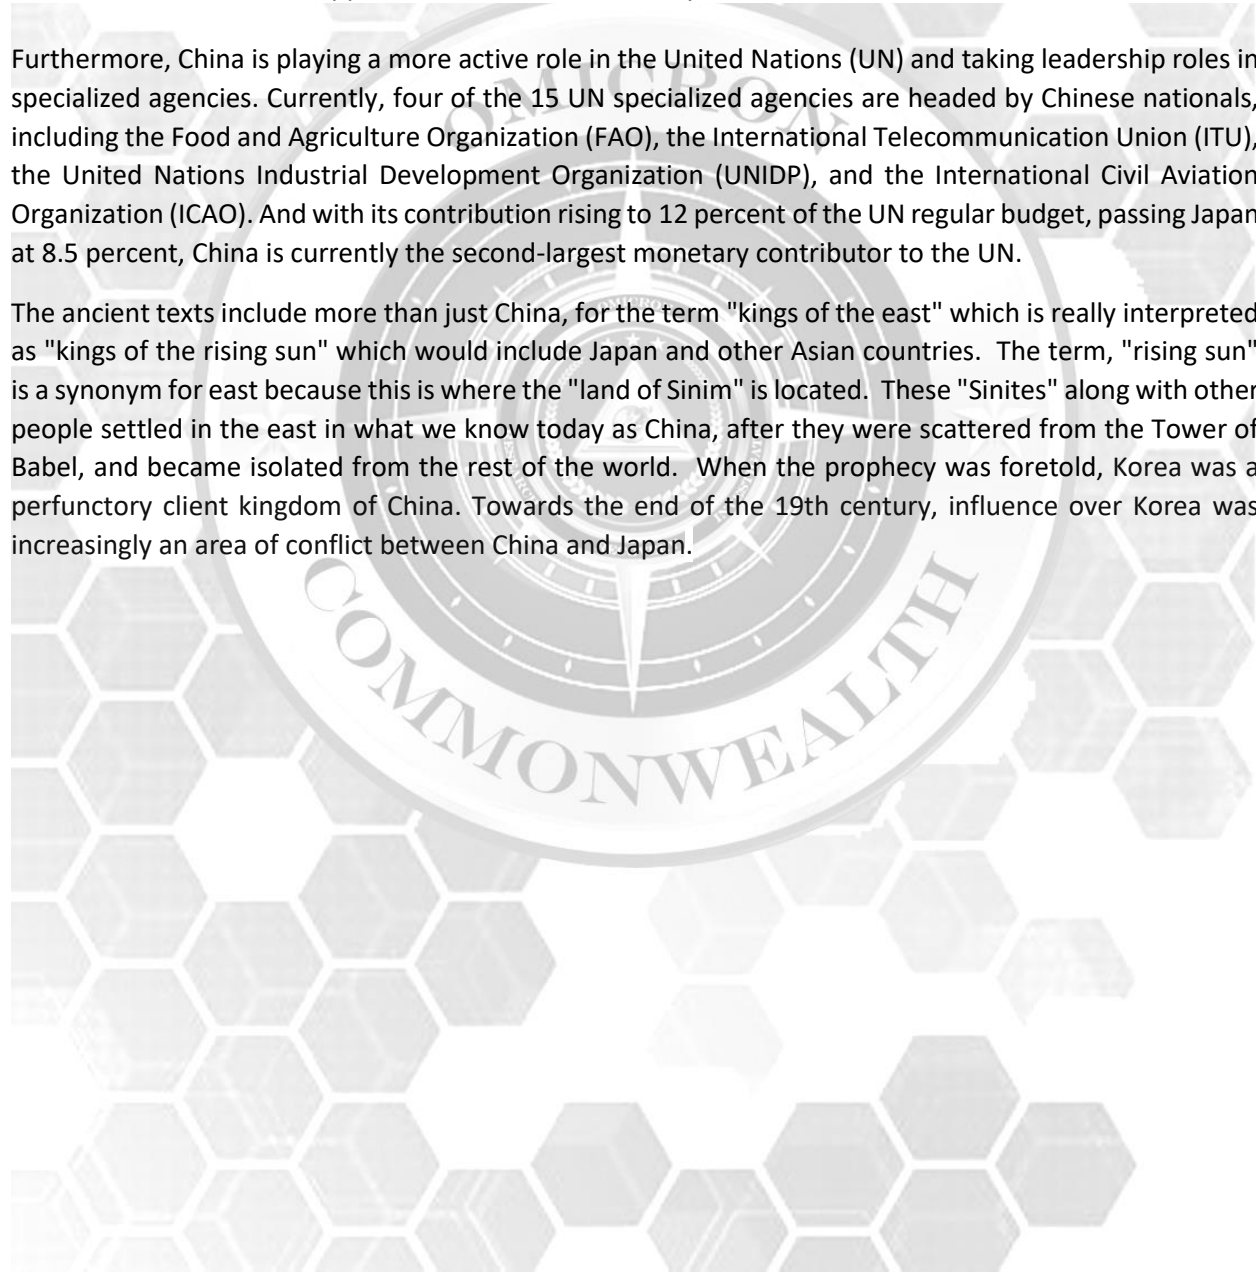 Furthermore, China is playing a more active role in the United Nations (UN) and taking leadership roles in
specialized agencies. Currently, four of the 15 UN specialized agencies are headed by Chinese nationals,
including the Food and Agriculture Organization (FAO), the International Telecommunication Union (ITU),
the United Nations Industrial Development Organization (UNIDP), and the International Civil Aviation
Organization (ICAO). And with its contribution rising to 12 percent of the UN regular budget, passing Japan
at 8.5 percent, China is currently the second-largest monetary contributor to the UN.
The ancient texts include more than just China, for the term "kings of the east" which is really interpreted
as "kings of the rising sun" which would include Japan and other Asian countries. The term, "rising sun"
is a synonym for east because this is where the "land of Sinim" is located. These "Sinites" along with other
people settled in the east in what we know today as China, after they were scattered from the Tower of
Babel, and became isolated from the rest of the world. When the prophecy was foretold, Korea was a
perfunctory client kingdom of China. Towards the end of the 19th century, influence over Korea was
increasingly an area of conflict between China and Japan.
OMICRON
COMMONWEALTH